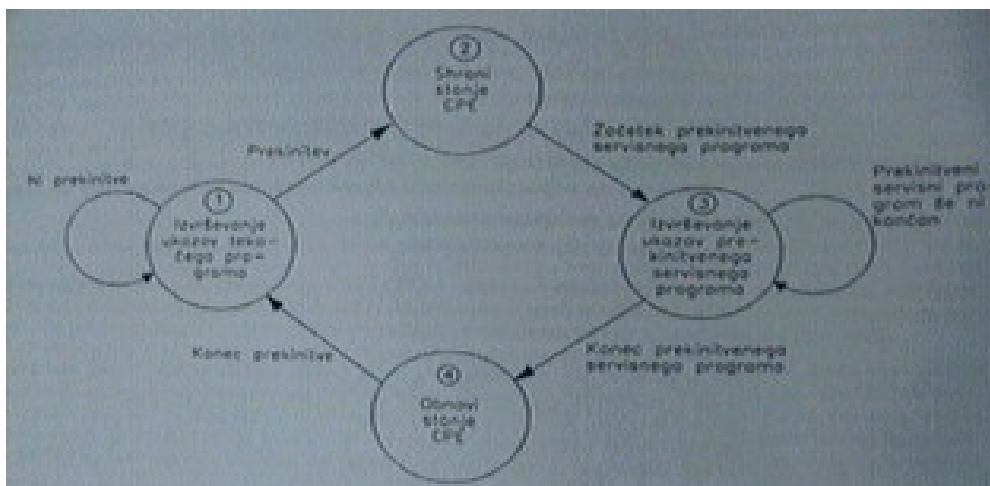 2
Shrani
stanje
CPE
Prekinitev
Začetek prekinitvenega
servisnega programa
Ni prekinitve
1
Izvrševanje
ukazov teko-
čega pro-
grama
3
Izvrševanje
ukazov pre-
kinitvenega
servisnega
programa
Prekinitveni
servisni pro-
gram še ni
končan
Konec prekinitve
Konec prekinitvenega
servisnega programa
4
Obnovi
stanje
CPE